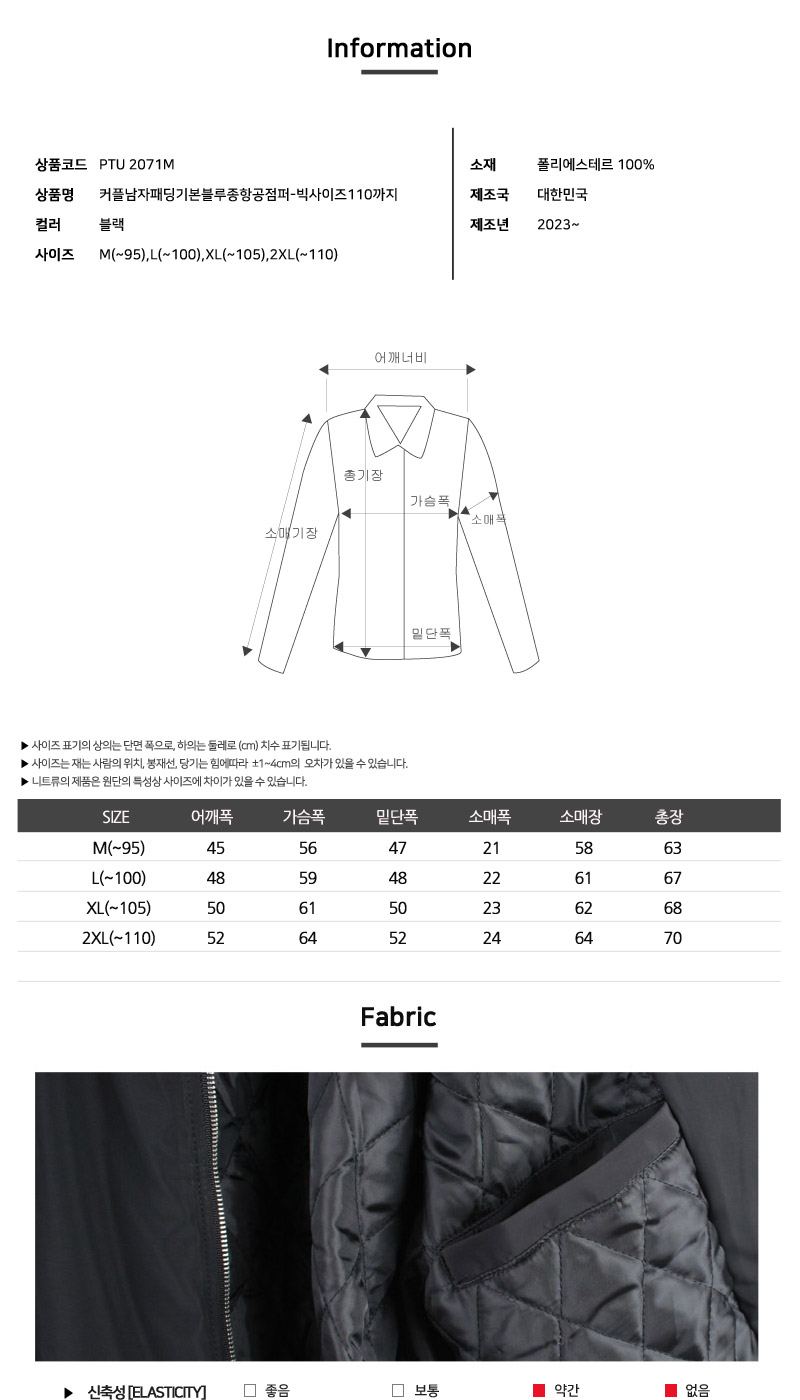 Information
상품코드 PTU 2071M
상품명 커플남자패딩기본블루종항공점퍼-빅사이즈110까지
컬러 블랙
사이즈 M(~95),L(~100),XL(~105),2XL(~110)
소재 폴리에스테르 100%
제조국 대한민국
제조년 2023~
어깨너비
총기장
가슴폭
소매폭
소매기장
밑단폭
▶ 사이즈 표기의 상의는 단면 폭으로, 하의는 둘레로 (cm) 치수 표기됩니다.
▶ 사이즈는 재는 사람의 위치, 봉재선, 당기는 힘에따라 ±1~4cm의 오차가 있을 수 있습니다.
▶ 니트류의 제품은 원단의 특성상 사이즈에 차이가 있을 수 있습니다.
SIZE 어깨폭 가슴폭 밑단폭 소매폭 소매장 총장
M(~95) 45 56 47 21 58 63
L(~100) 48 59 48 22 61 67
XL(~105) 50 61 50 23 62 68
2XL(~110) 52 64 52 24 64 70
Fabric
▶ 신축성 [ELASTICITY] 좋음 보통 약간 없음